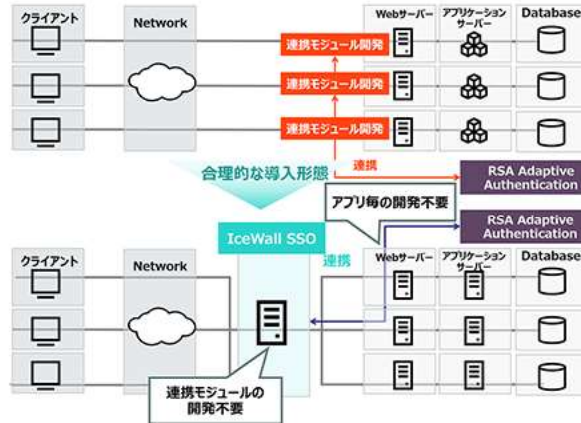 クライアント
Network
Webサーバー
アプリケーション
サーバー
Database
連携モジュール開発
連携モジュール開発
連携モジュール開発
連携
合理的な導入形態
RSA Adaptive
Authentication
アプリ毎の開発不要
RSA Adaptive
Authentication
IceWall SSO
連携
クライアント
Network
Webサーバー
アプリケーション
サーバー
Database
連携モジュールの
開発不要